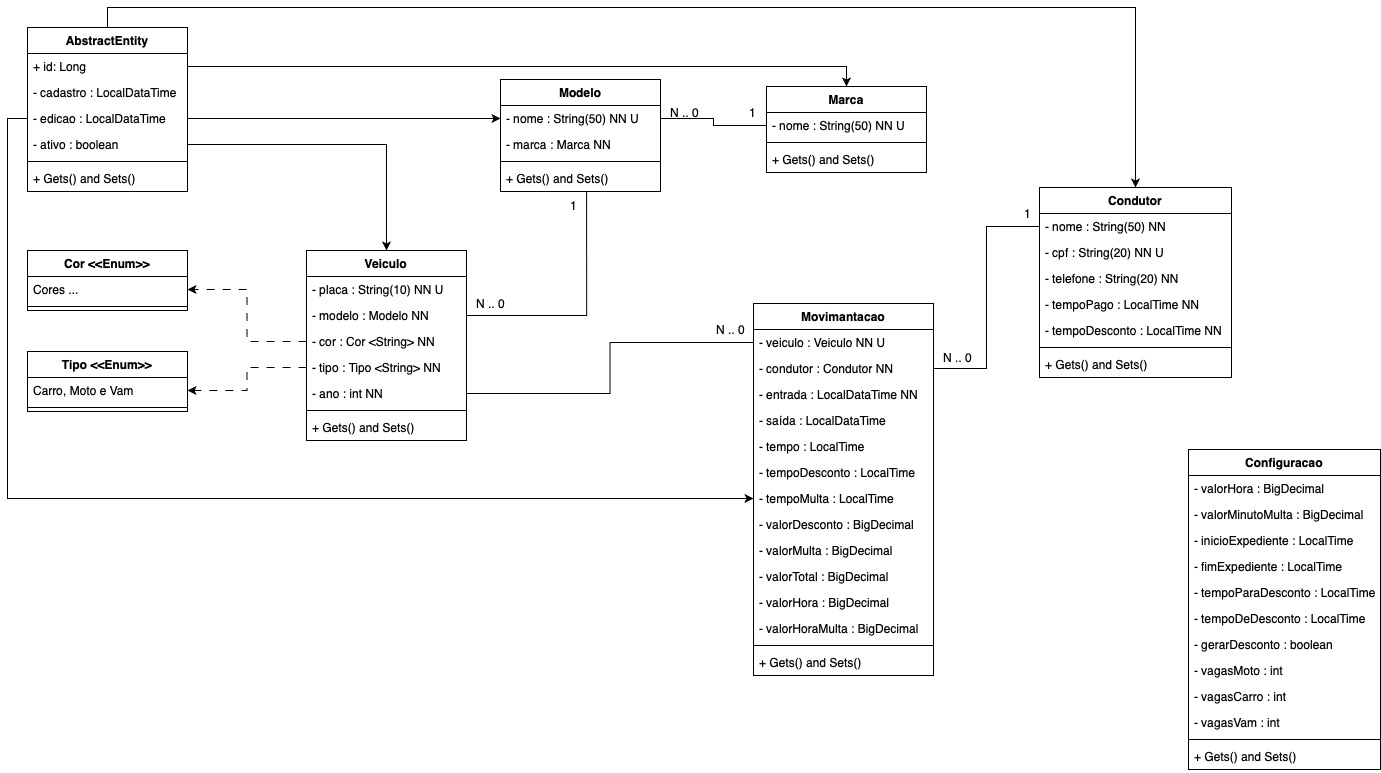 AbstractEntity
+ id: Long
- cadastro : LocalDataTime
- edicao : LocalDataTime
- ativo : boolean
+ Gets() and Sets()
Modelo
- nome : String(50) NN U
- marca : Marca NN
+ Gets() and Sets()
N .. 0
1
Marca
- nome : String(50) NN U
+ Gets() and Sets()
1
N .. 0
Cor <<Enum>>
Cores ...
Tipo <<Enum>>
Carro, Moto e Vam
Veiculo
- placa : String(10) NN U
- modelo : Modelo NN
- cor : Cor <String> NN
- tipo : Tipo <String> NN
- ano : int NN
+ Gets() and Sets()
N .. 0
Movimantacao
- veiculo : Veiculo NN U
- condutor : Condutor NN
- entrada : LocalDataTime NN
- saída : LocalDataTime
- tempo : LocalTime
- tempoDesconto : LocalTime
- tempoMulta : LocalTime
- valorDesconto : BigDecimal
- valorMulta : BigDecimal
- valorTotal : BigDecimal
- valorHora : BigDecimal
- valorHoraMulta : BigDecimal
+ Gets() and Sets()
N .. 0
1
Condutor
- nome : String(50) NN
- cpf : String(20) NN U
- telefone : String(20) NN
- tempoPago : LocalTime NN
- tempoDesconto : LocalTime NN
+ Gets() and Sets()
Configuracao
- valorHora : BigDecimal
- valorMinutoMulta : BigDecimal
- inicioExpediente : LocalTime
- fimExpediente : LocalTime
- tempoParaDesconto : LocalTime
- tempoDeDesconto : LocalTime
- gerarDesconto : boolean
- vagasMoto : int
- vagasCarro : int
- vagasVam : int
+ Gets() and Sets()